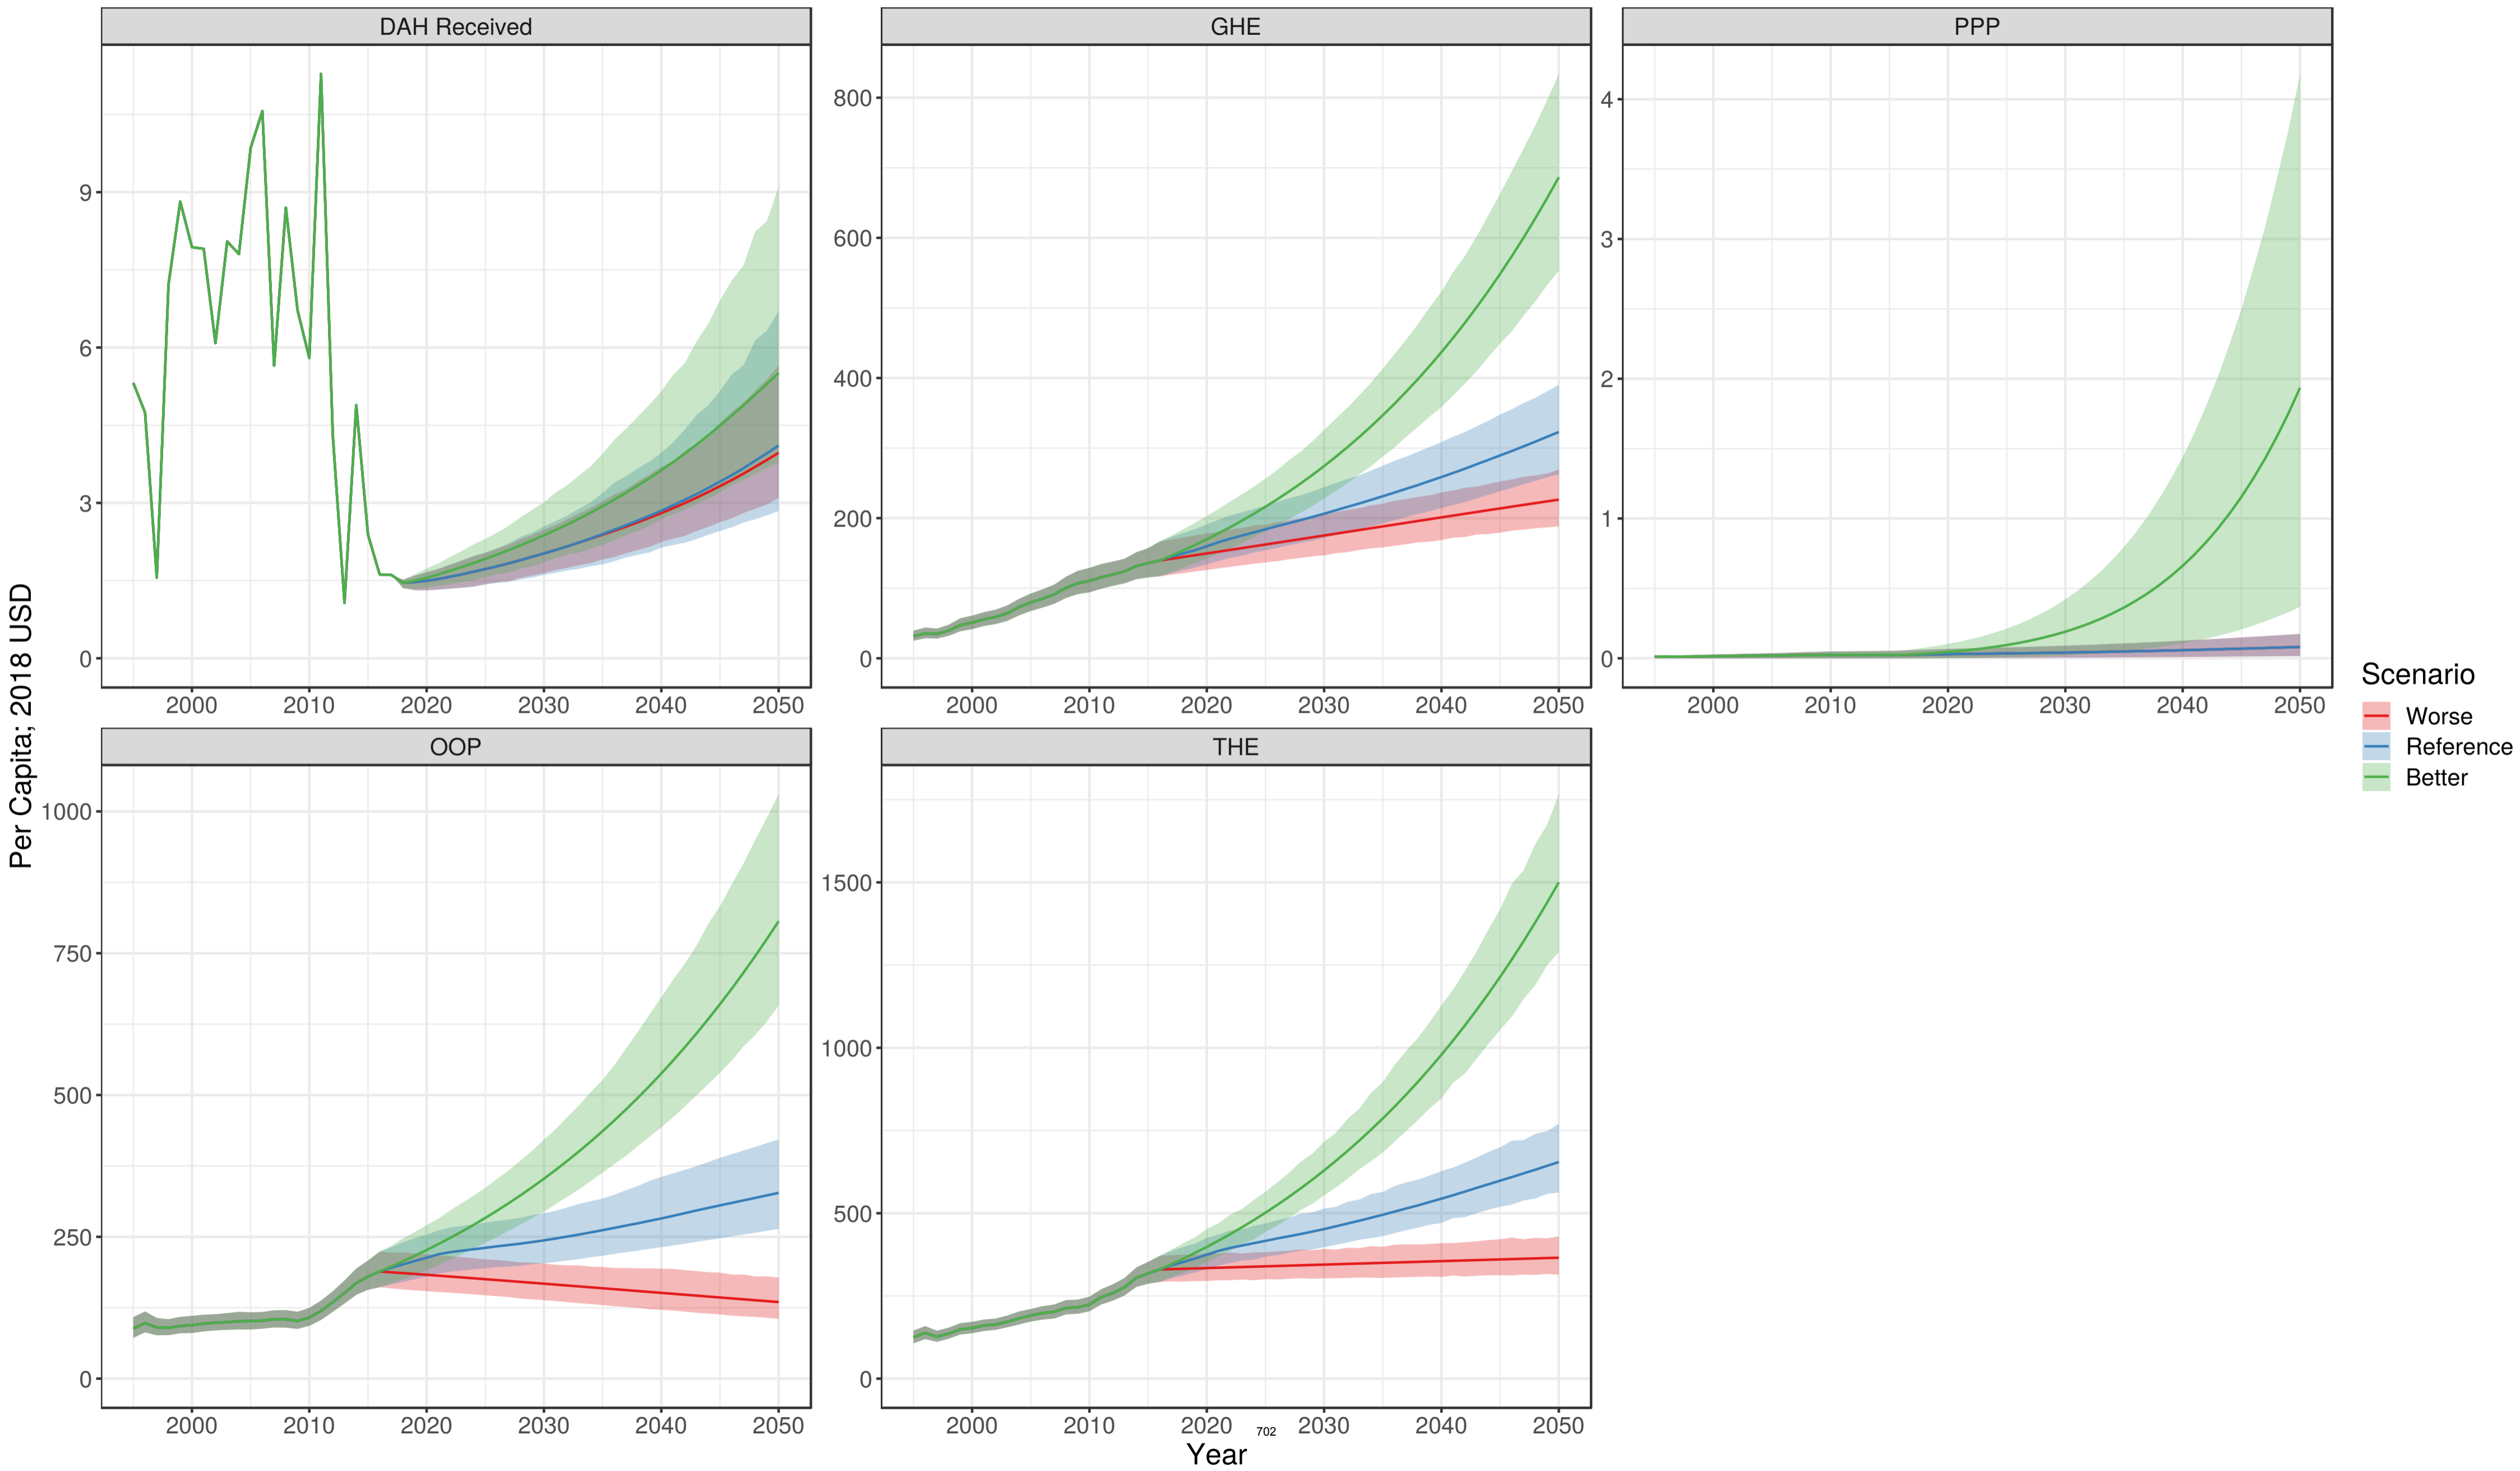 DAH Received
GHE
PPP
9
6
3
0
800
600
400
200
0
4
3
2
1
0
2000 2010 2020 2030 2040 2050
2000 2010 2020 2030 2040 2050
2000 2010 2020 2030 2040 2050
Per Capita; 2018 USD
OOP
THE
1000
750
500
250
0
1500
1000
500
0
2000 2010 2020 2030 2040 2050
2000 2010 2020 2030 2040 2050
702
Year
Scenario
Worse
Reference
Better